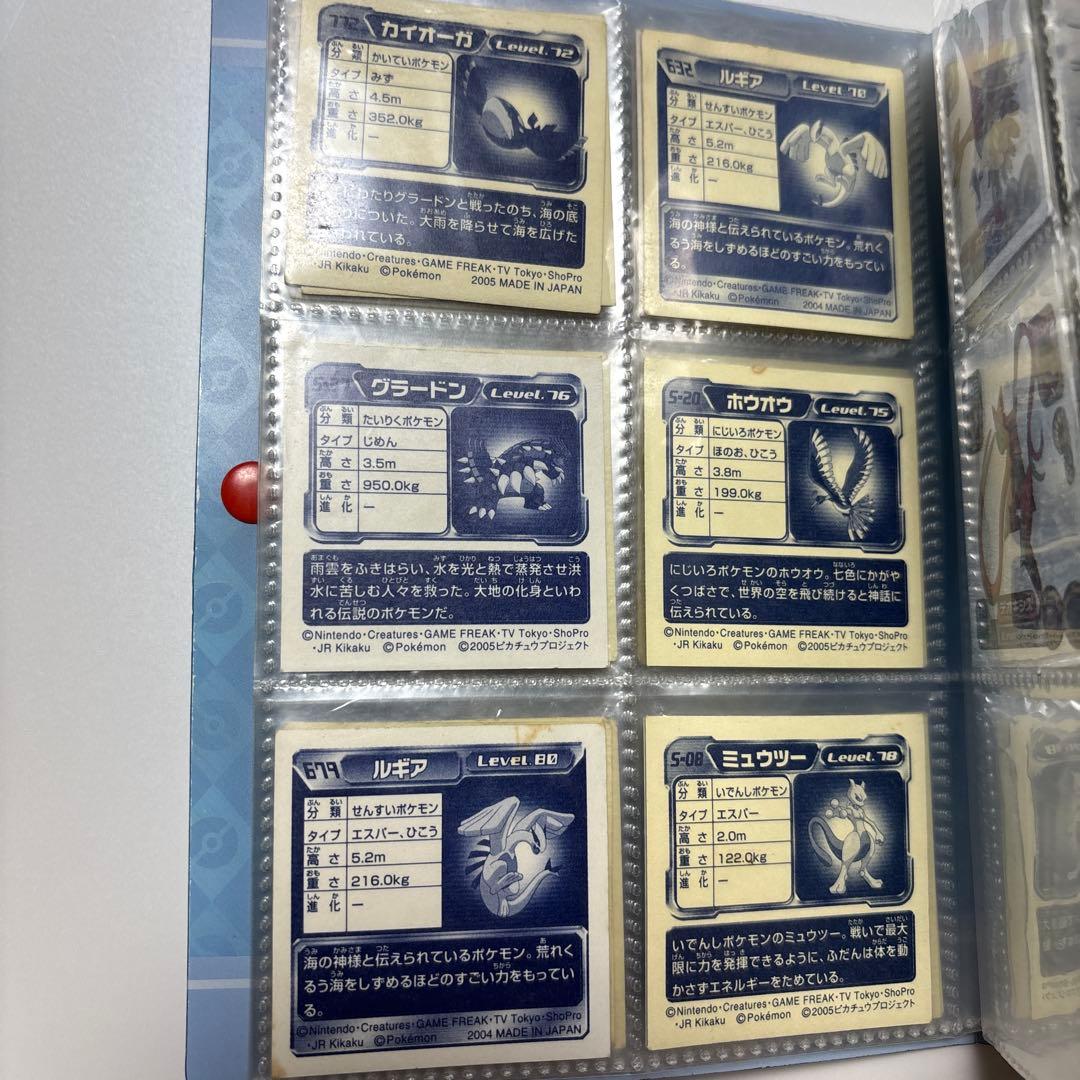 772 カイオーガ Level.72
分類 かいていポケモン
タイプ みず
高さ 4.5m
重さ 352.0kg
進化 ー
にわたりグラードンと戦ったのち、海の底
りについた。大雨を降らせて海を広げた
われている。
Nintendo・Creatures・GAME FREAK・TV Tokyo・ShoPro
・JR Kikaku ©Pokémon 2005 MADE IN JAPAN
632 ルギア Level.70
分類 せんすいポケモン
タイプ エスパー、ひこう
高さ 5.2m
重さ 216.0kg
進化 ー
海の神様と伝えられているポケモン。荒れく
るう海をしずめるほどのすごい力をもってい
る。
©Nintendo・Creatures・GAME FREAK・TV Tokyo・ShoPro
・JR Kikaku ©Pokémon 2004 MADE IN JAPAN
グラードン Level.76
分類 たいりくポケモン
タイプ じめん
高さ 3.5m
重さ 950.0kg
進化 ー
雨雲をふきはらい、水を光と熱で蒸発させ洪
水に苦しむ人々を救った。大地の化身といわ
れる伝説のポケモンだ。
©Nintendo・Creatures・GAME FREAK・TV Tokyo・ShoPro
・JR Kikaku ©Pokémon ©2005ピカチュウプロジェクト
S-20 ホウオウ Level.75
分類 にじいろポケモン
タイプ ほのお、ひこう
高さ 3.8m
重さ 199.0kg
進化 ー
にじいろポケモンのホウオウ。七色にかがや
くつばさで、世界の空を飛び続けると神話に
伝えられている。
©Nintendo・Creatures・GAME FREAK・TV Tokyo・ShoPro
・JR Kikaku ©Pokémon ©2005ピカチュウプロジェクト
679 ルギア Level.80
分類 せんすいポケモン
タイプ エスパー、ひこう
高さ 5.2m
重さ 216.0kg
進化 ー
海の神様と伝えられているポケモン。荒れく
るう海をしずめるほどのすごい力をもってい
る。
©Nintendo・Creatures・GAME FREAK・TV Tokyo・ShoPro
・JR Kikaku ©Pokémon 2004 MADE IN JAPAN
S-08 ミュウツー Level.78
分類 いでんしポケモン
タイプ エスパー
高さ 2.0m
重さ 122.0kg
進化 ー
いでんしポケモンのミュウツー。戦いで最大
限に力を発揮できるように、ふだんは体を動
かさずエネルギーをためている。
©Nintendo・Creatures・GAME FREAK・TV Tokyo・ShoPro
・JR Kikaku ©Pokémon ©2005ピカチュウプロジェクト